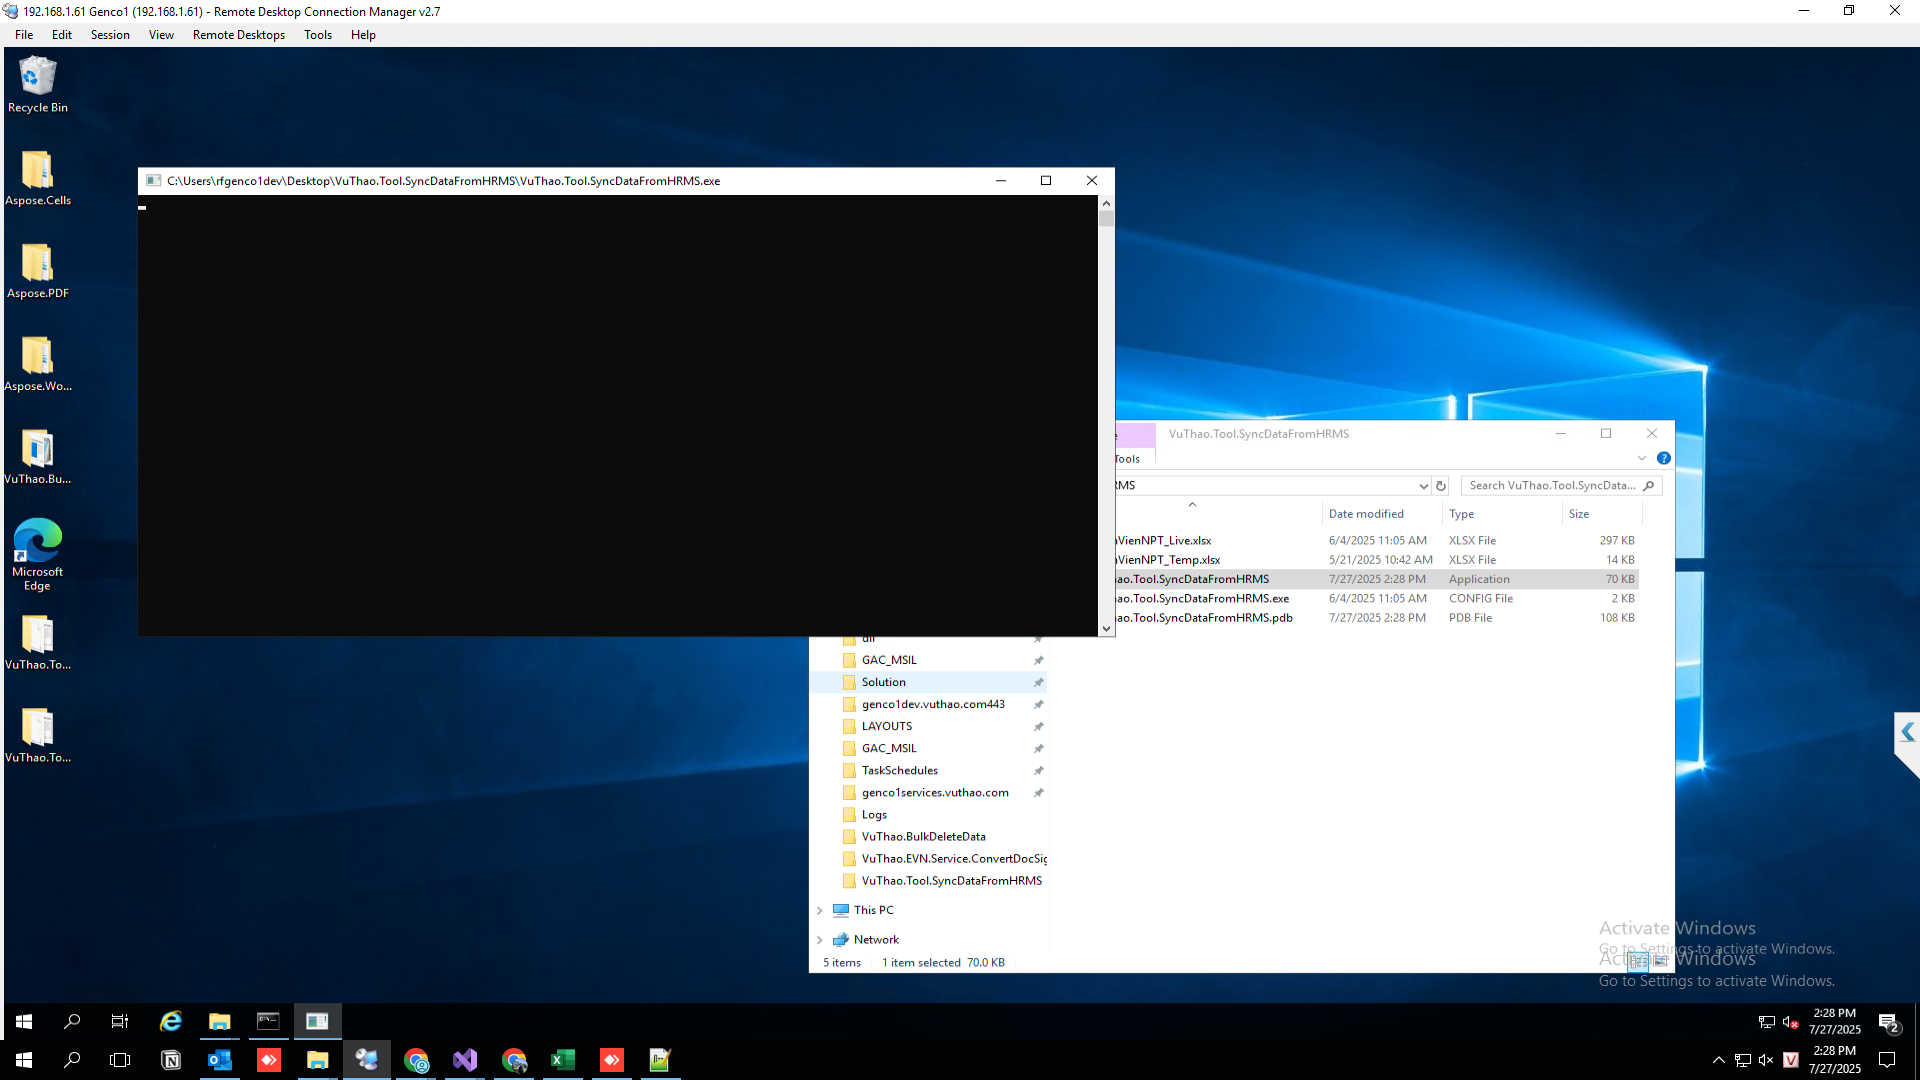 192.168.1.61 Genco1 (192.168.1.61) - Remote Desktop Connection Manager v2.7
File Edit Session View Remote Desktops Tools Help
Recycle Bin
Aspose.Cells
Aspose.PDF
Aspose.Wo...
VuThao.Bu...
Microsoft
Edge
VuThao.To...
VuThao.To...
C:\Users\rfgenco1dev\Desktop\VuThao.Tool.SyncDataFromHRMS\VuThao.Tool.SyncDataFromHRMS.exe
VuThao.Tool.SyncDataFromHRMS
Tools
RMS
Search VuThao.Tool.SyncData...
Date modified Type Size
VienNPT_Live.xlsx 6/4/2025 11:05 AM XLSX File 297 KB
VienNPT_Temp.xlsx 5/21/2025 10:42 AM XLSX File 14 KB
ao.Tool.SyncDataFromHRMS 7/27/2025 2:28 PM Application 70 KB
ao.Tool.SyncDataFromHRMS.exe 6/4/2025 11:05 AM CONFIG File 2 KB
ao.Tool.SyncDataFromHRMS.pdb 7/27/2025 2:28 PM PDB File 108 KB
dll
GAC_MSIL
Solution
genco1dev.vuthao.com443
LAYOUTS
GAC_MSIL
TaskSchedules
genco1services.vuthao.com
Logs
VuThao.BulkDeleteData
VuThao.EVN.Service.ConvertDocSig
VuThao.Tool.SyncDataFromHRMS
This PC
Network
5 items 1 item selected 70.0 KB
Activate Windows
Go to Settings to activate Windows.
Activate Windows
Go to Settings to activate Windows.
2:28 PM
7/27/2025
2
2:28 PM
7/27/2025